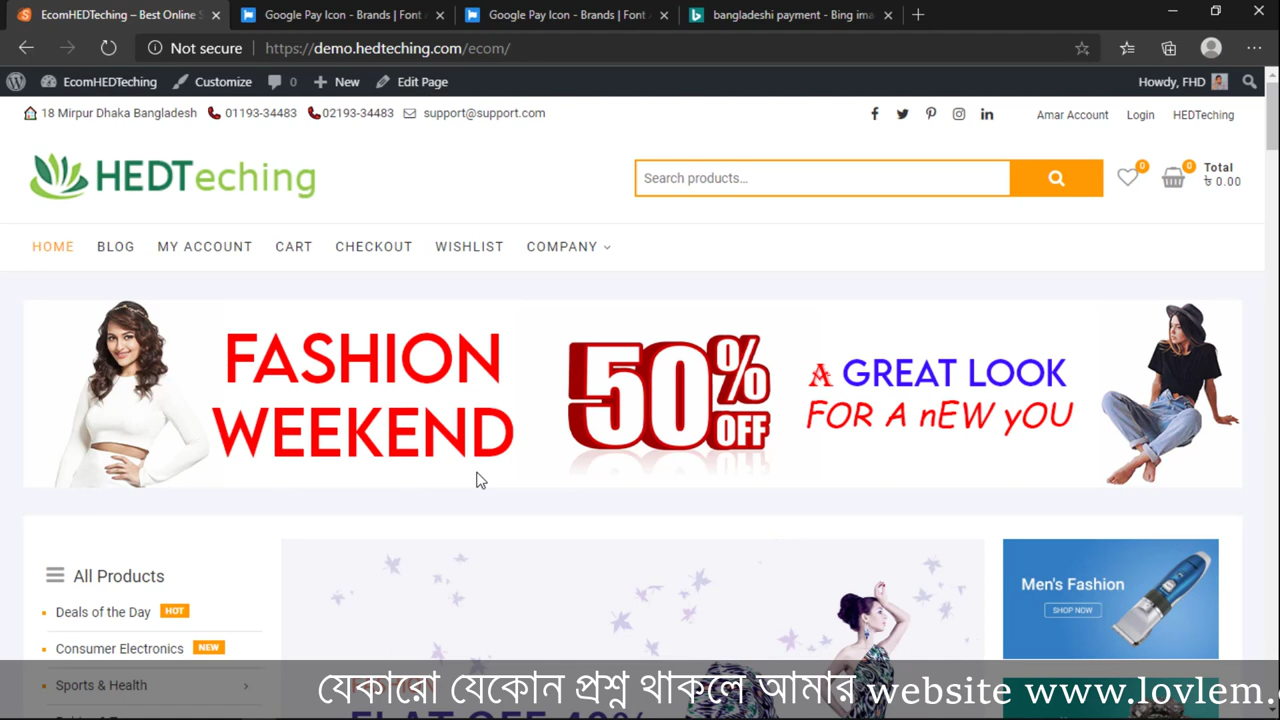 EcomHEDTeching – Best Online S
Google Pay Icon - Brands | Font A
Google Pay Icon - Brands | Font A
bangladeshi payment - Bing ima
Not secure
https://demo.hedteching.com/ecom/
EcomHEDTeching
Customize
0
New
Edit Page
Howdy, FHD
18 Mirpur Dhaka Bangladesh
01193-34483
02193-34483
support@support.com
Amar Account
Login
HEDTeching
HEDTeching
Search products...
0
0
Total
৳ 0.00
HOME
BLOG
MY ACCOUNT
CART
CHECKOUT
WISHLIST
COMPANY
FASHION
WEEKEND
50% OFF
A GREAT LOOK
FOR A nEW yOU
All Products
Deals of the Day
HOT
Consumer Electronics
NEW
Sports & Health
Men's Fashion
SHOP NOW
যেকারো যেকোন প্রশ্ন থাকলে আমার website www.lovlem.